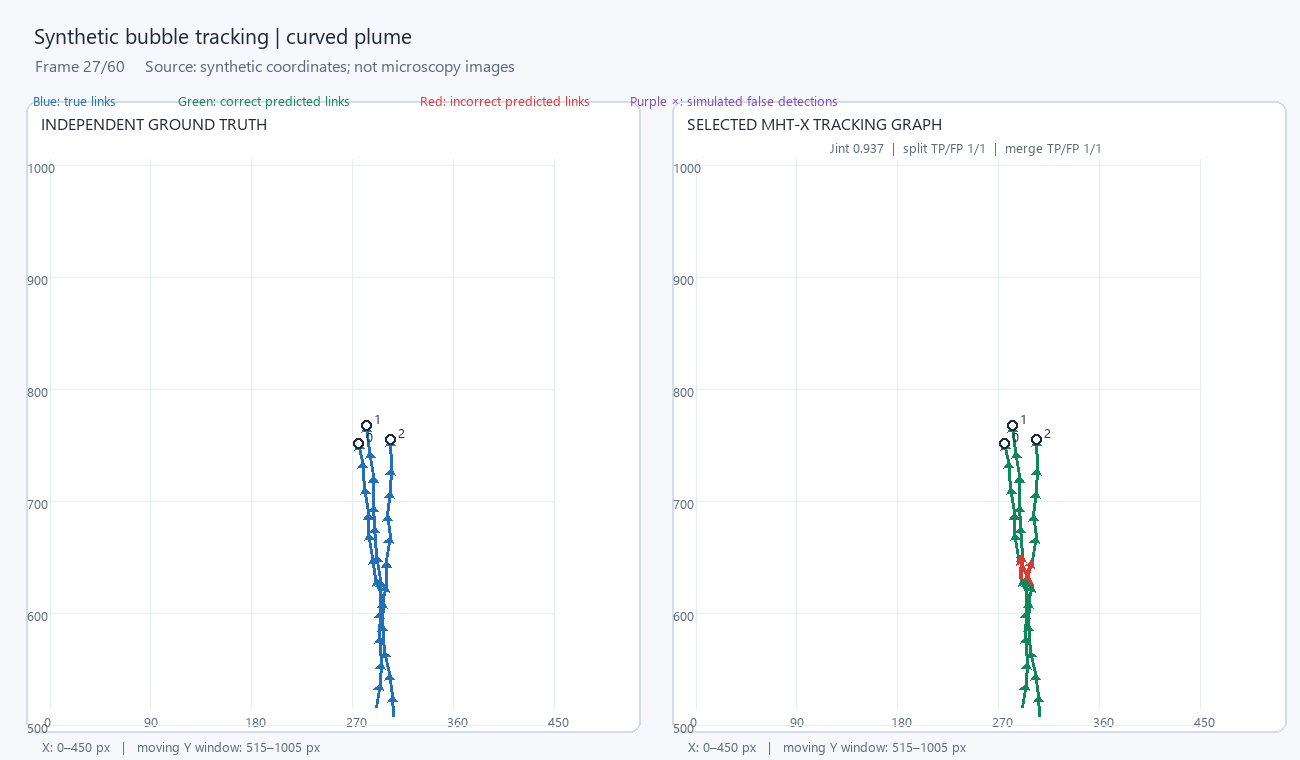 Synthetic bubble tracking | curved plume
Frame 27/60 Source: synthetic coordinates; not microscopy images
Blue: true links Green: correct predicted links Red: incorrect predicted links Purple ×: simulated false detections
INDEPENDENT GROUND TRUTH
1000
900
800
700
600
500
1
0
2
0 90 180 270 360 450
X: 0–450 px | moving Y window: 515–1005 px
SELECTED MHT-X TRACKING GRAPH
Jint 0.937 | split TP/FP 1/1 | merge TP/FP 1/1
1000
900
800
700
600
500
1
0
2
0 90 180 270 360 450
X: 0–450 px | moving Y window: 515–1005 px